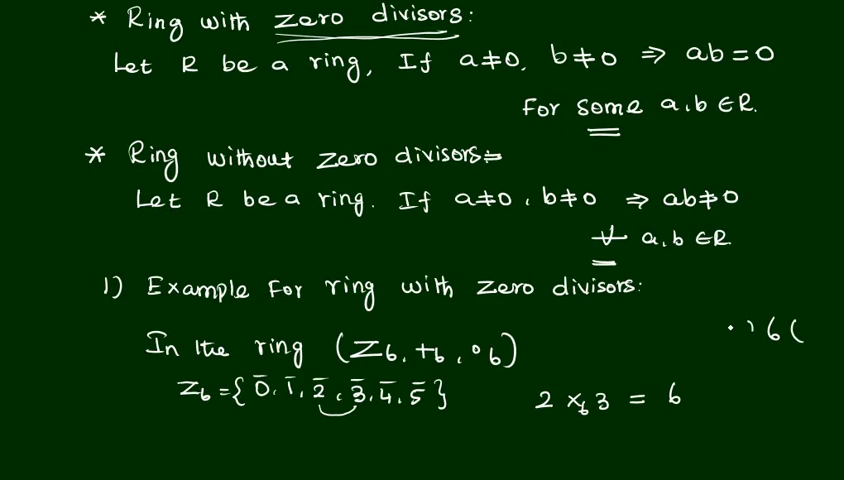 * Ring with zero divisors:
Let R be a ring, If a≠0, b≠0 ⇒ ab=0
For some a,b ∈R.
* Ring without zero divisors:-
Let R be a ring. If a≠0, b≠0 ⇒ ab≠0
∀ a,b ∈R.
1) Example For ring with zero divisors:
In the ring (Z6, +6, ∘6)
Z6={0̅, 1̅, 2̅, 3̅, 4̅, 5̅}
2 ×6 3 = 6
6(